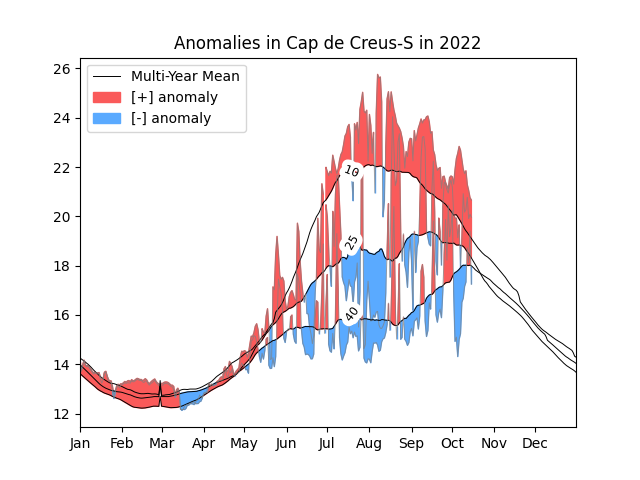 Anomalies in Cap de Creus-S in 2022
26
24
22
20
18
16
14
12
Multi-Year Mean
[+] anomaly
[-] anomaly
10
25
40
Jan Feb Mar Apr May Jun Jul Aug Sep Oct Nov Dec